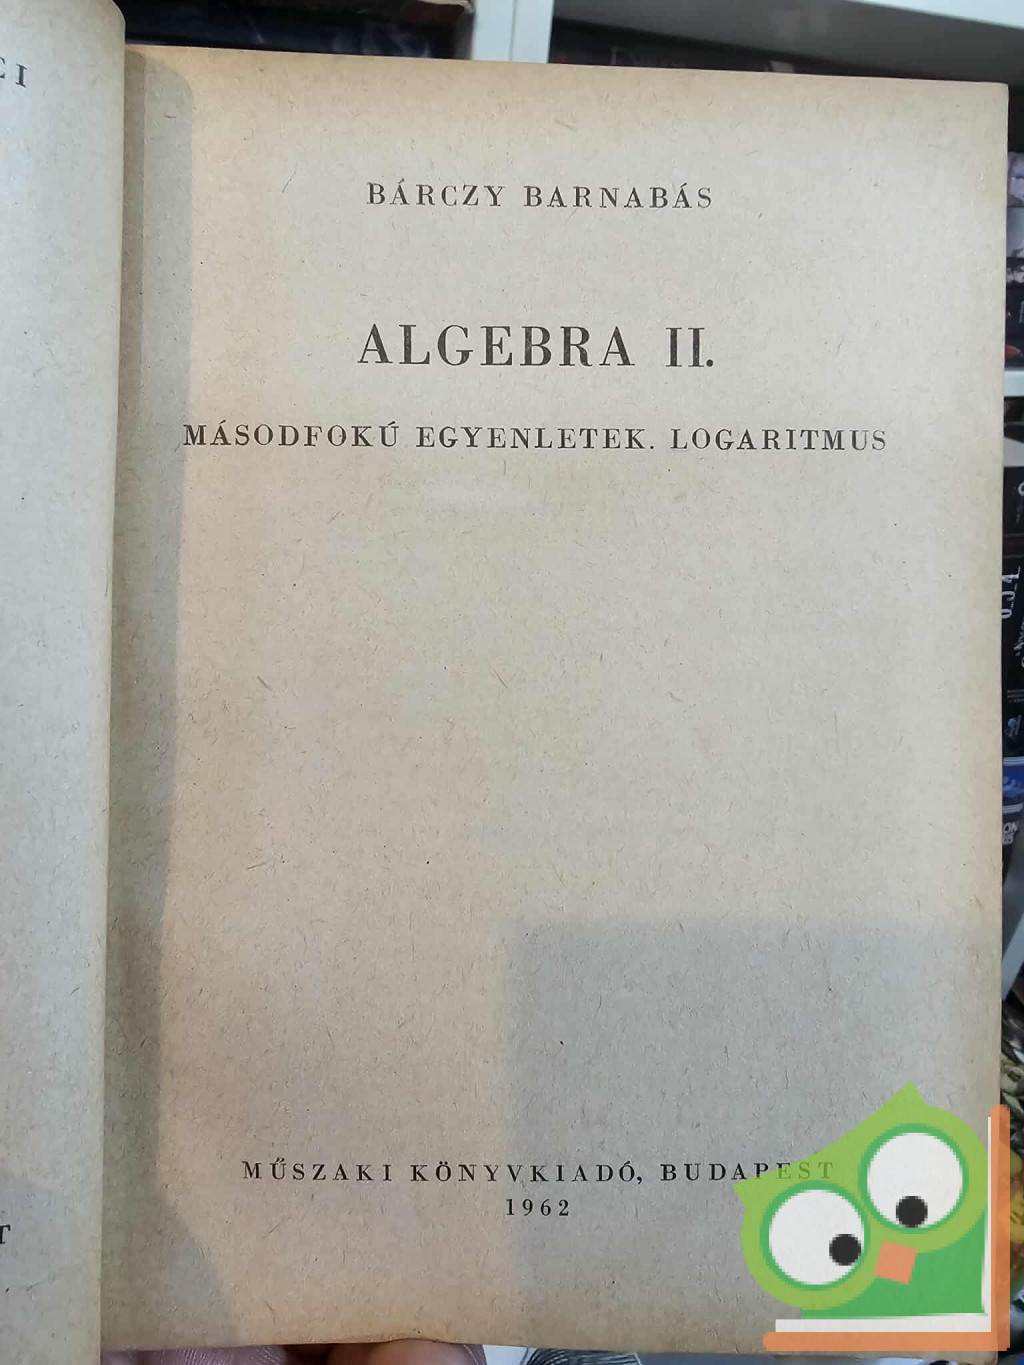 BÁRCZY BARNABÁS
ALGEBRA II.
MÁSODFOKÚ EGYENLETEK. LOGARITMUS
MŰSZAKI KÖNYVKIADÓ, BUDAPEST
1962